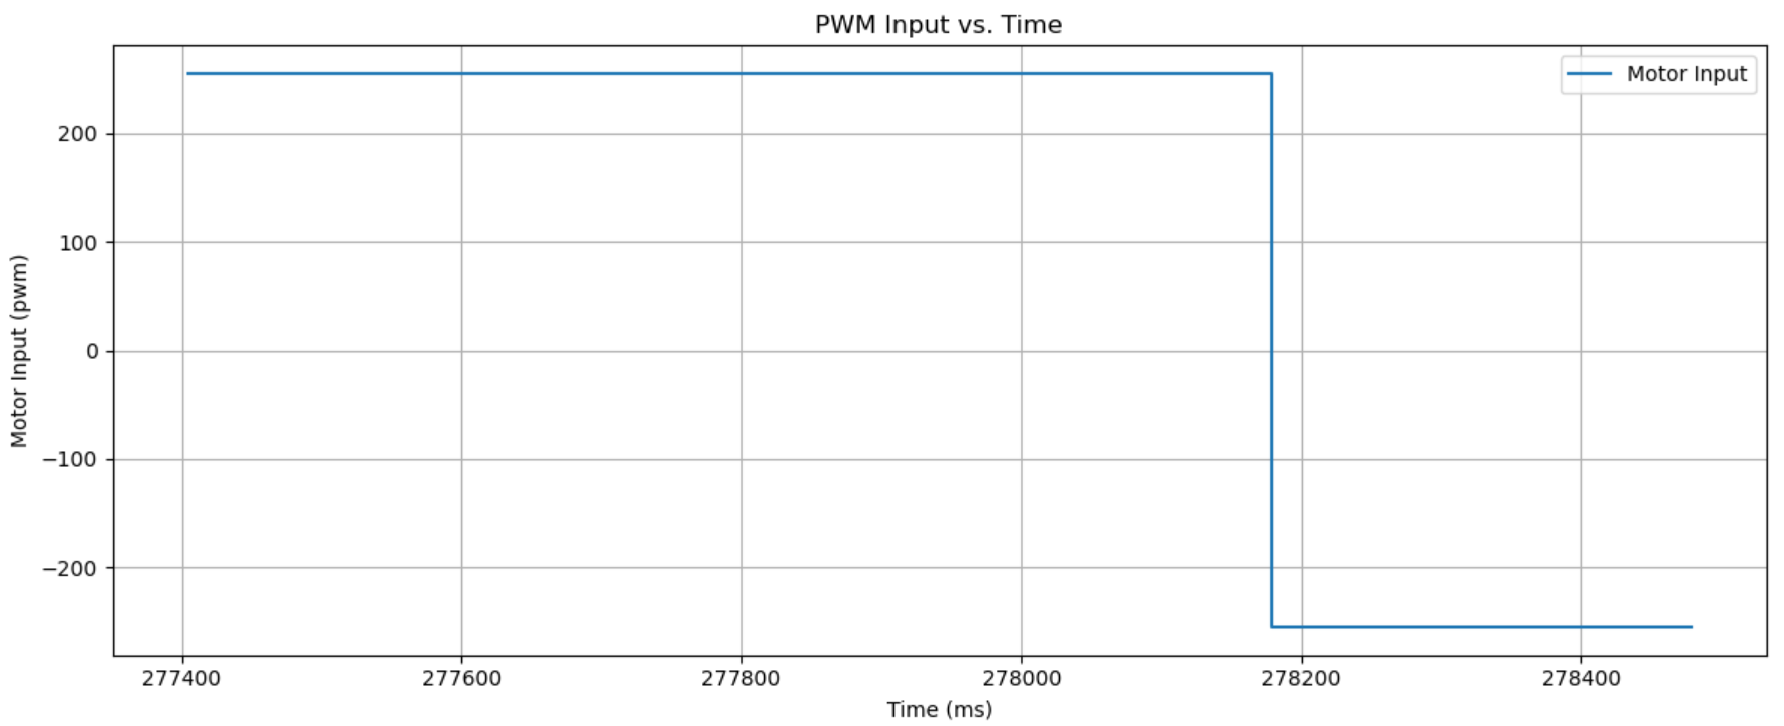 PWM Input vs. Time
Motor Input
200
100
0
−100
−200
Motor Input (pwm)
277400 277600 277800 278000 278200 278400
Time (ms)